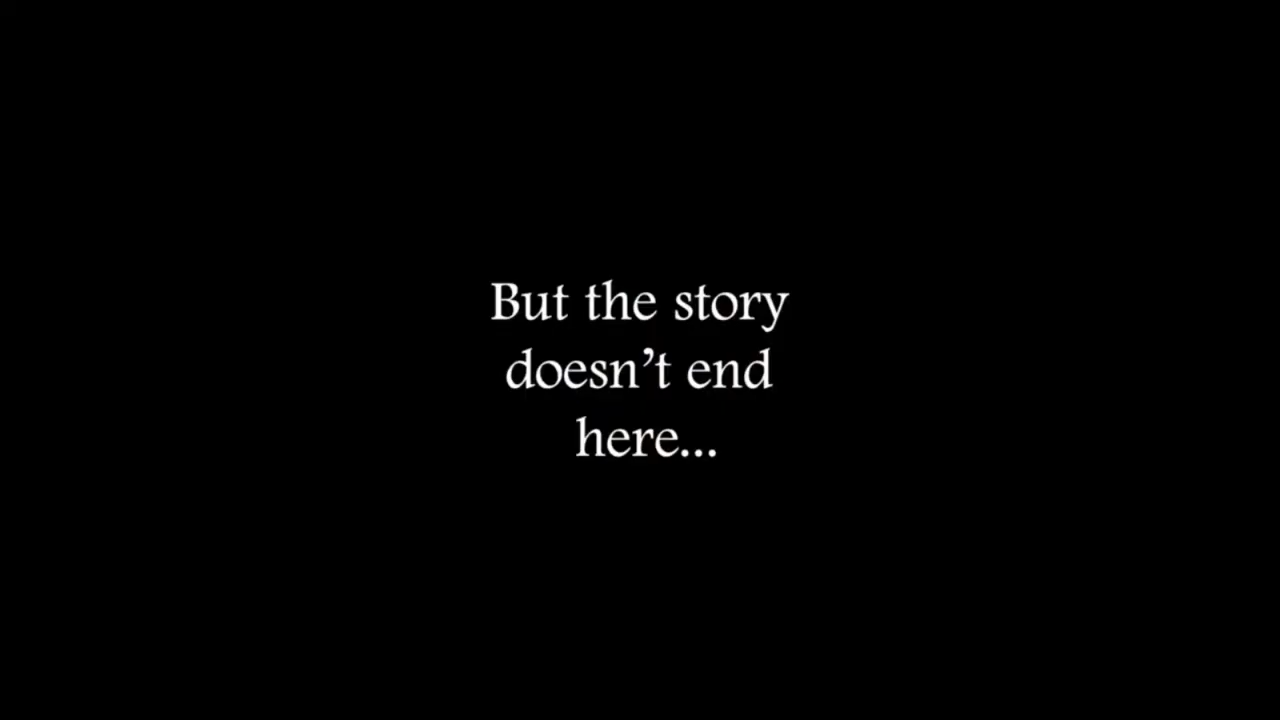 But the story
doesn’t end
here...